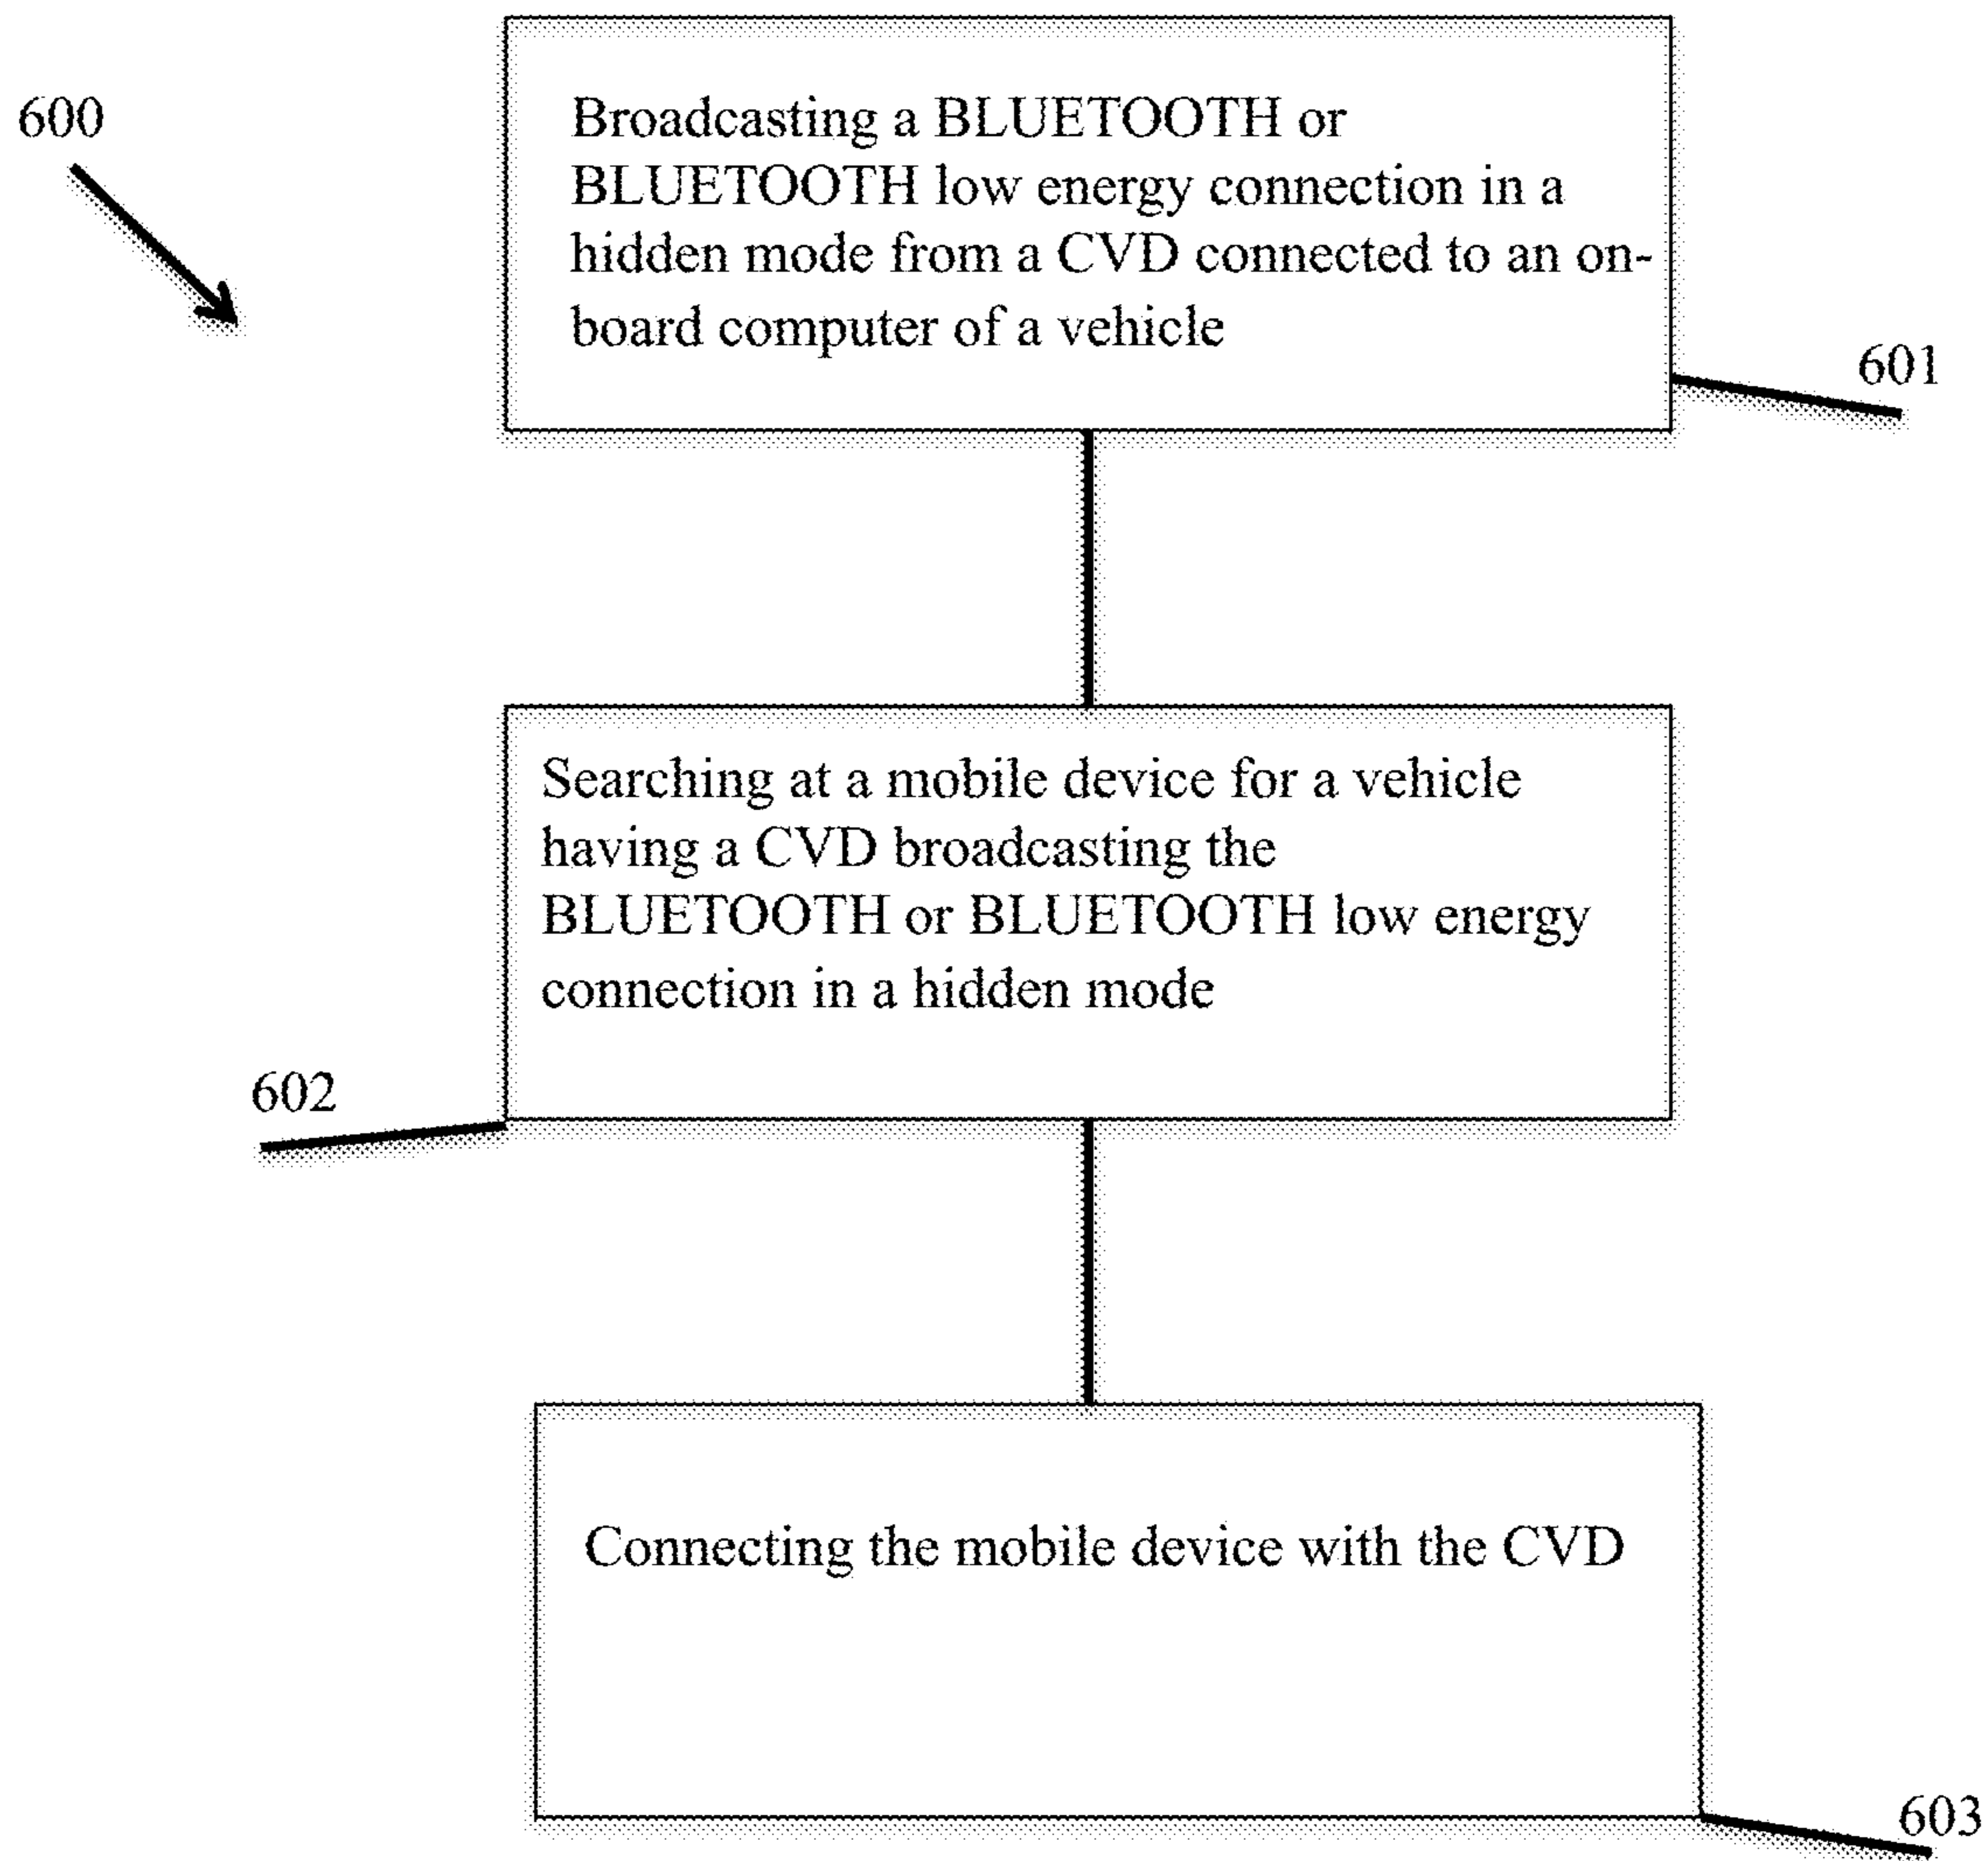 600
Broadcasting a BLUETOOTH or
BLUETOOTH low energy connection in a
hidden mode from a CVD connected to an on-
board computer of a vehicle
601
Searching at a mobile device for a vehicle
having a CVD broadcasting the
BLUETOOTH or BLUETOOTH low energy
connection in a hidden mode
602
Connecting the mobile device with the CVD
603